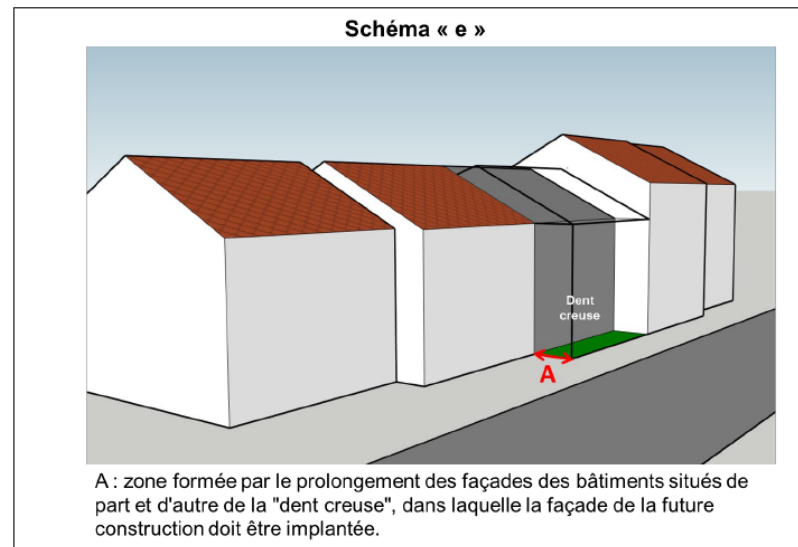 Schéma « e »
Dent
creuse
A
A : zone formée par le prolongement des façades des bâtiments situés de
part et d'autre de la "dent creuse", dans laquelle la façade de la future
construction doit être implantée.